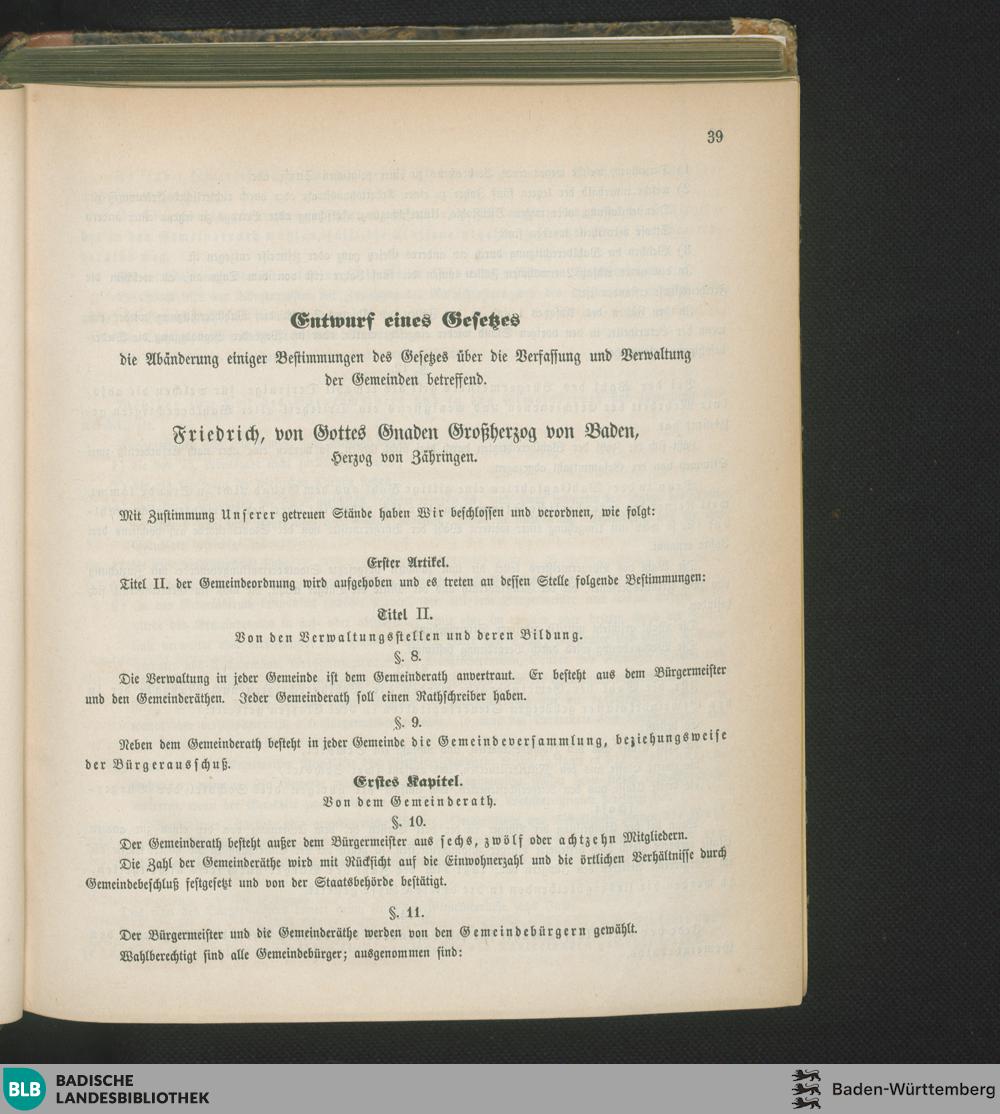 39
Entwurf eines Gesetzes
die Abänderung einiger Bestimmungen des Gesetzes über die Verfassung und Verwaltung
der Gemeinden betreffend.
Friedrich, von Gottes Gnaden Großherzog von Baden,
Herzog von Zähringen.
Mit Zustimmung Unserer getreuen Stände haben Wir beschlossen und verordnen, wie folgt:
Erster Artikel.
Titel II. der Gemeindeordnung wird aufgehoben und es treten an dessen Stelle folgende Bestimmungen:
Titel II.
Von den Verwaltungsstellen und deren Bildung.
§. 8.
Die Verwaltung in jeder Gemeinde ist dem Gemeinderath anvertraut. Er besteht aus dem Bürgermeister
und den Gemeinderäthen. Jeder Gemeinderath soll einen Rathschreiber haben.
§. 9.
Neben dem Gemeinderath besteht in jeder Gemeinde die Gemeindeversammlung, beziehungsweise
der Bürgerausschuß.
Erstes Kapitel.
Von dem Gemeinderath.
§. 10.
Der Gemeinderath besteht außer dem Bürgermeister aus sechs, zwölf oder achtzehn Mitgliedern.
Die Zahl der Gemeinderäthe wird mit Rücksicht auf die Einwohnerzahl und die örtlichen Verhältnisse durch
Gemeindebeschluß festgesetzt und von der Staatsbehörde bestätigt.
§. 11.
Der Bürgermeister und die Gemeinderäthe werden von den Gemeindebürgern gewählt.
Wahlberechtigt sind alle Gemeindebürger; ausgenommen sind:
BLB BADISCHE
LANDESBIBLIOTHEK
Baden-Württemberg